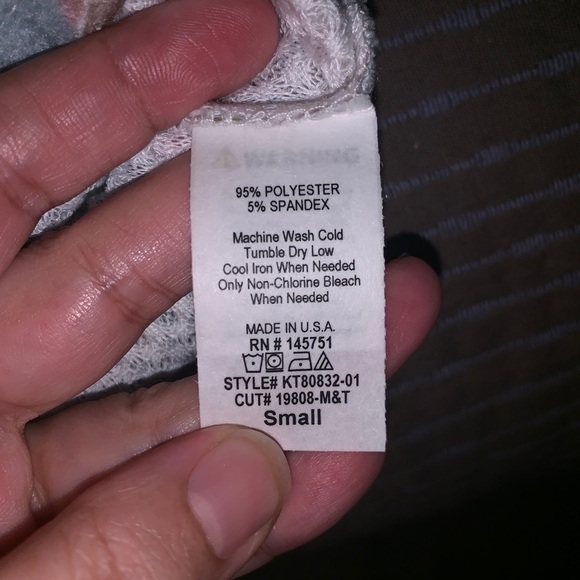 WARNING
95% POLYESTER
5% SPANDEX
Machine Wash Cold
Tumble Dry Low
Cool Iron When Needed
Only Non-Chlorine Bleach
When Needed
MADE IN U.S.A.
RN # 145751
STYLE# KT80832-01
CUT# 19808-M&T
Small